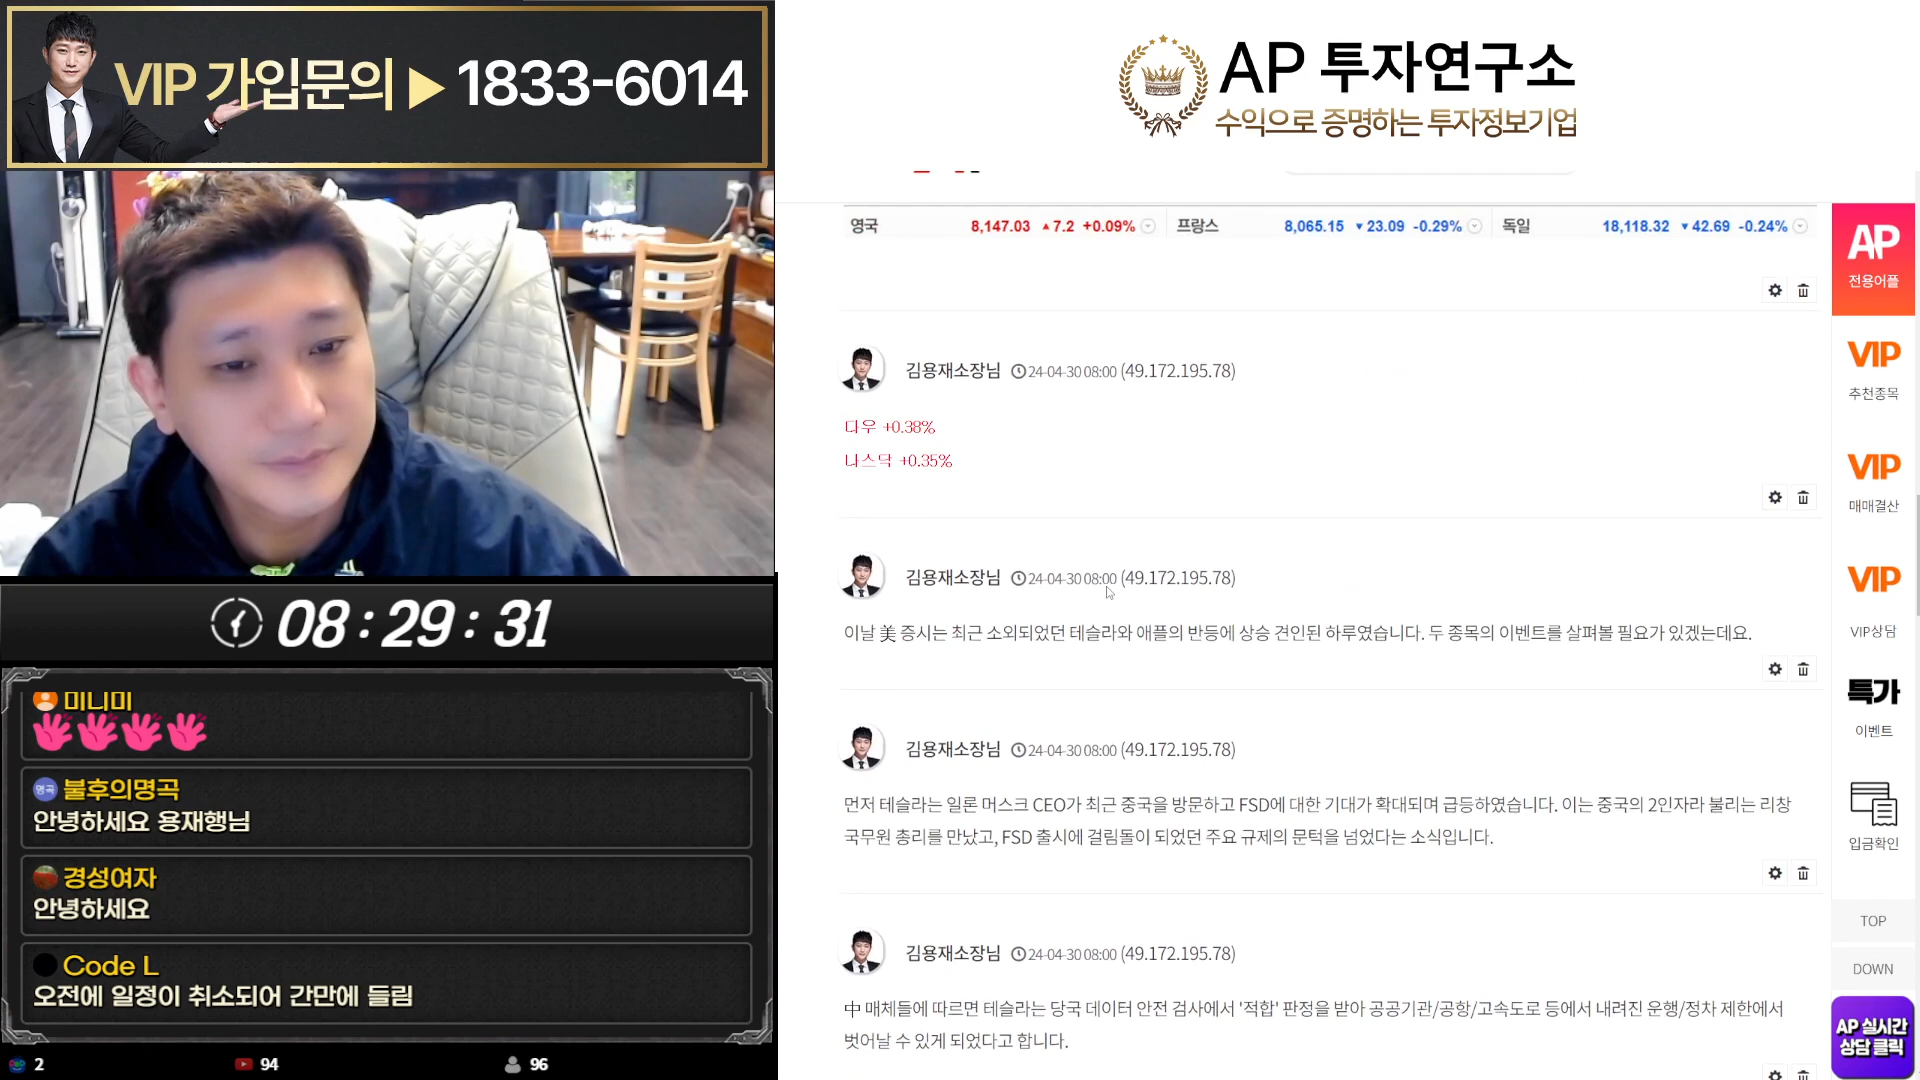 VIP 가입문의 ▶ 1833-6014
AP 투자연구소
수익으로 증명하는 투자정보기업
영국 8,147.03 ▲7.2 +0.09% 프랑스 8,065.15 ▼23.09 -0.29% 독일 18,118.32 ▼42.69 -0.24%
김용재소장님 24-04-30 08:00 (49.172.195.78)
다우 +0.38%
나스닥 +0.35%
김용재소장님 24-04-30 08:00 (49.172.195.78)
이날 美 증시는 최근 소외되었던 테슬라와 애플의 반등에 상승 견인된 하루였습니다. 두 종목의 이벤트를 살펴볼 필요가 있겠는데요.
김용재소장님 24-04-30 08:00 (49.172.195.78)
먼저 테슬라는 일론 머스크 CEO가 최근 중국을 방문하고 FSD에 대한 기대가 확대되며 급등하였습니다. 이는 중국의 2인자라 불리는 리창
국무원 총리를 만났고, FSD 출시에 걸림돌이 되었던 주요 규제의 문턱을 넘었다는 소식입니다.
김용재소장님 24-04-30 08:00 (49.172.195.78)
中 매체들에 따르면 테슬라는 당국 데이터 안전 검사에서 '적합' 판정을 받아 공공기관/공항/고속도로 등에서 내려진 운행/정차 제한에서
벗어날 수 있게 되었다고 합니다.
AP
전용어플
VIP
추천종목
VIP
매매결산
VIP
VIP상담
특가
이벤트
입금확인
TOP
DOWN
AP 실시간
상담 클릭
08:29:31
미니미
명곡 불후의명곡
안녕하세요 용재행님
경성여자
안녕하세요
Code L
오전에 일정이 취소되어 간만에 들림
2 94 96